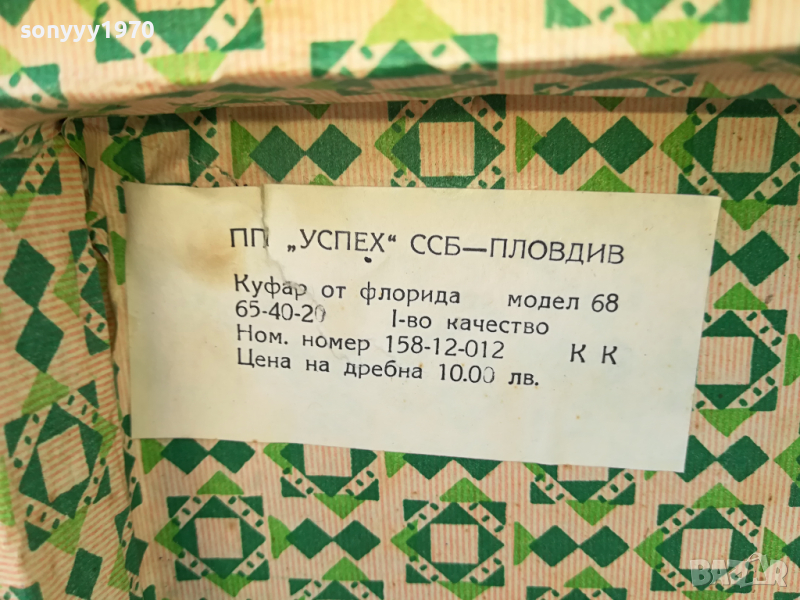 sonyyy1970
ПП „УСПЕХ“ ССБ—ПЛОВДИВ
Куфар от флорида модел 68
65-40-20 I-во качество
Ном. номер 158-12-012 К К
Цена на дребна 10.00 лв.
BAZAR